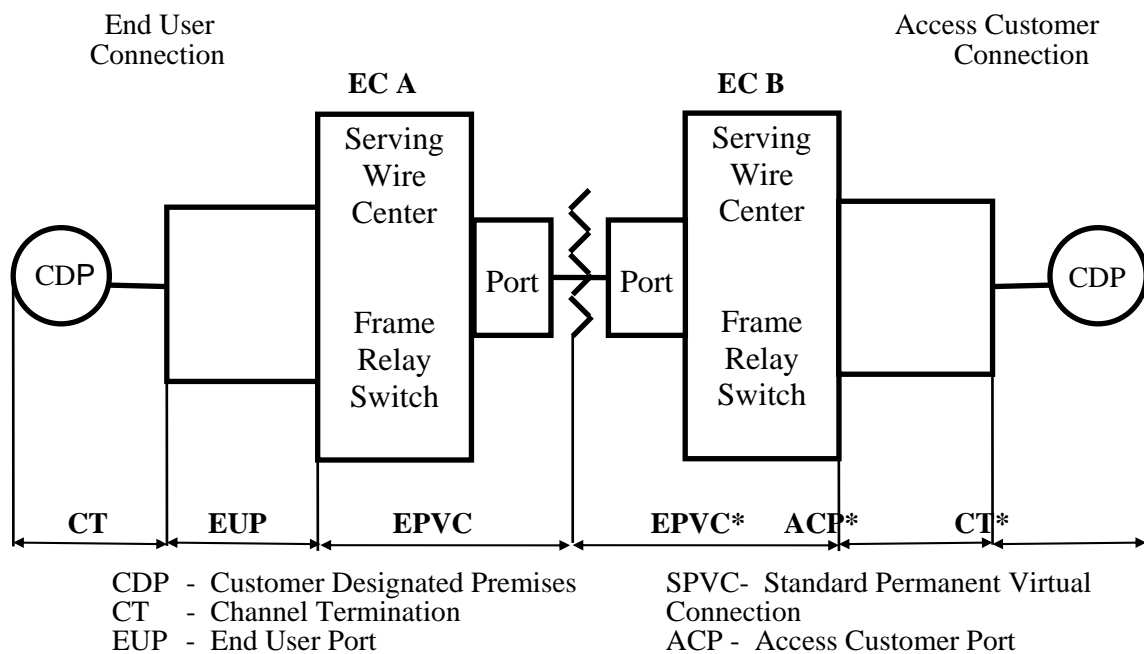 End User
Connection
Access Customer
Connection
EC A
EC B
Serving
Wire
Center
Frame
Relay
Switch
Serving
Wire
Center
Frame
Relay
Switch
CDP
Port
Port
CDP
CT
EUP
EPVC
EPVC*
ACP*
CT*
CDP - Customer Designated Premises
CT - Channel Termination
EUP - End User Port
SPVC- Standard Permanent Virtual
Connection
ACP - Access Customer Port